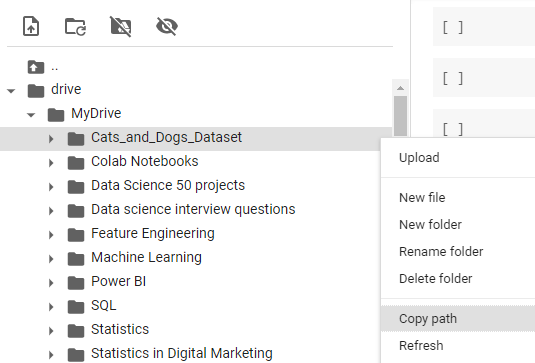 ..
drive
MyDrive
Cats_and_Dogs_Dataset
Colab Notebooks
Data Science 50 projects
Data science interview questions
Feature Engineering
Machine Learning
Power BI
SQL
Statistics
Statistics in Digital Marketing
[ ]
[ ]
[ ]
Upload
New file
New folder
Rename folder
Delete folder
Copy path
Refresh